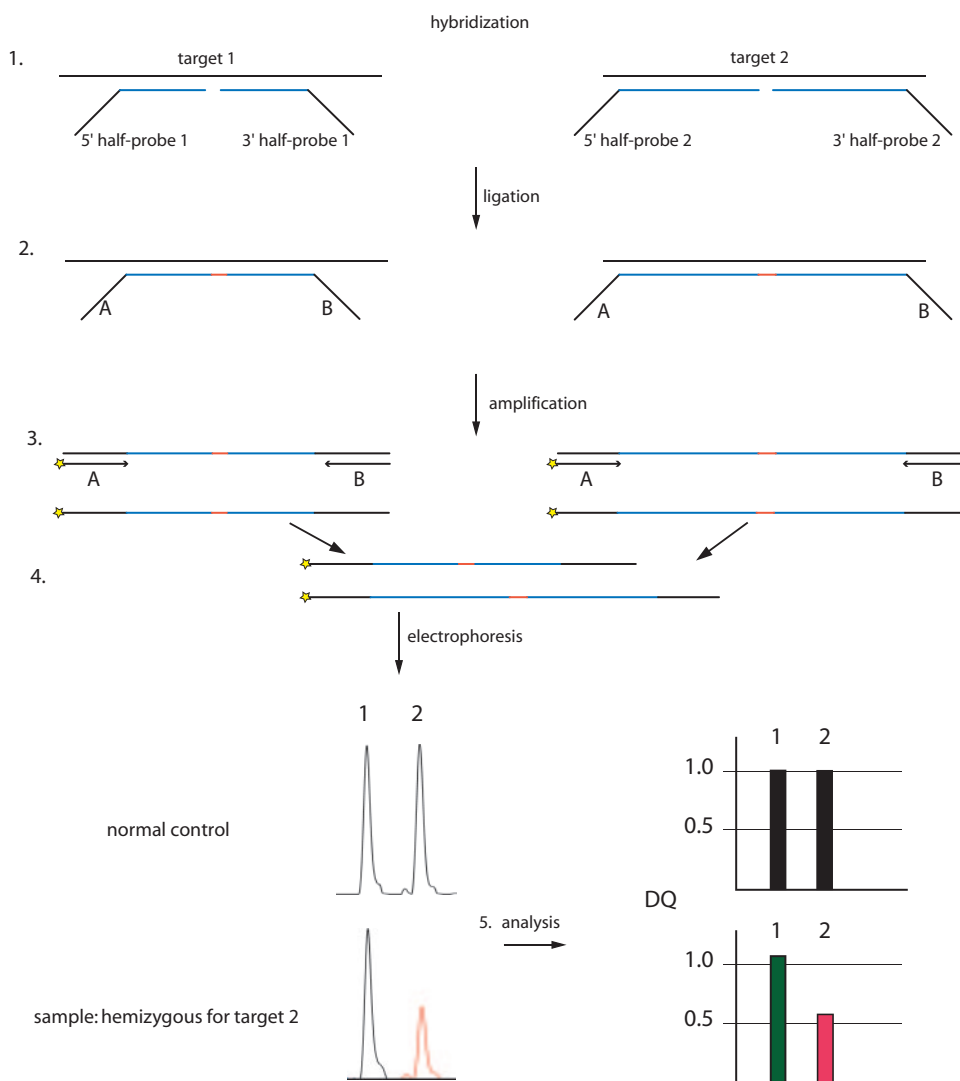 hybridization
1.
target 1
target 2
5' half-probe 1
3' half-probe 1
5' half-probe 2
3' half-probe 2
ligation
2.
A
B
A
B
amplification
3.
A
B
A
B
4.
electrophoresis
1 2
normal control
1 2
1.0
0.5
DQ
5. analysis
sample: hemizygous for target 2
1 2
1.0
0.5